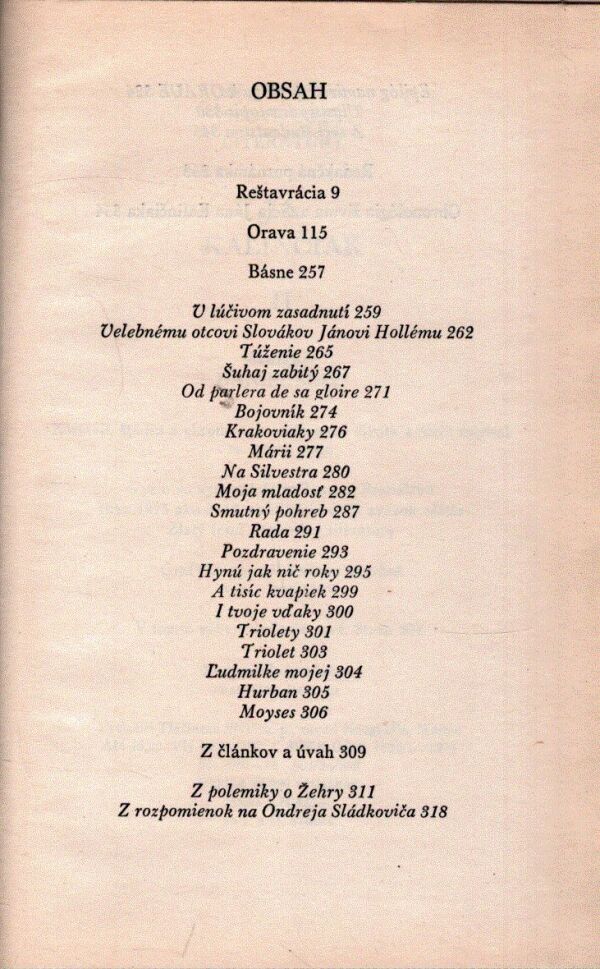 OBSAH
Reštavrácia 9
Orava 115
Básne 257
V lúčivom zasadnutí 259
Velebnému otcovi Slovákov Jánovi Hollému 262
Túženie 265
Šuhaj zabitý 267
Od parlera de sa gloire 271
Bojovník 274
Krakoviaky 276
Márii 277
Na Silvestra 280
Moja mladosť 282
Smutný pohreb 287
Rada 291
Pozdravenie 293
Hynú jak nič roky 295
A tisíc kvapiek 299
I tvoje vďaky 300
Triolety 301
Triolet 303
Ľudmilke mojej 304
Hurban 305
Moyses 306
Z článkov a úvah 309
Z polemiky o Žehry 311
Z rozpomienok na Ondreja Sládkoviča 318